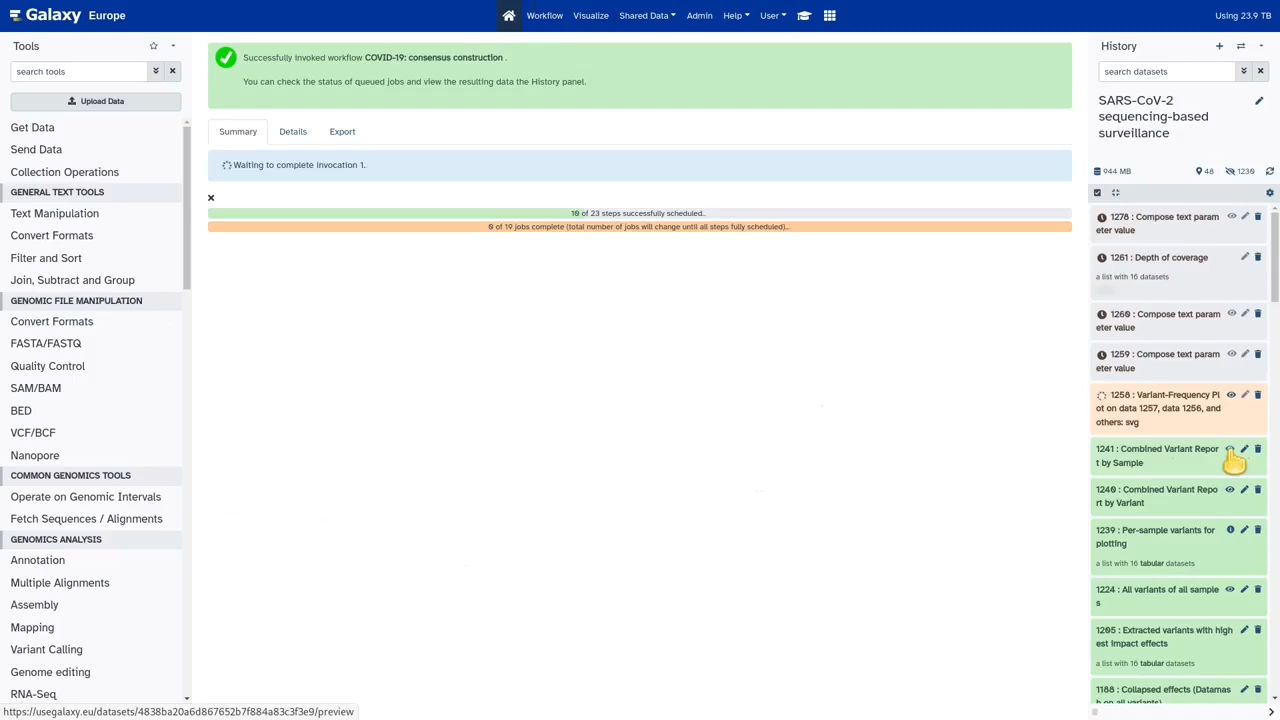 Galaxy Europe
Workflow Visualize Shared Data Admin Help User
Using 23.9 TB
Tools
search tools
Upload Data
Get Data
Send Data
Collection Operations
GENERAL TEXT TOOLS
Text Manipulation
Convert Formats
Filter and Sort
Join, Subtract and Group
GENOMIC FILE MANIPULATION
Convert Formats
FASTA/FASTQ
Quality Control
SAM/BAM
BED
VCF/BCF
Nanopore
COMMON GENOMICS TOOLS
Operate on Genomic Intervals
Fetch Sequences / Alignments
GENOMICS ANALYSIS
Annotation
Multiple Alignments
Assembly
Mapping
Variant Calling
Genome editing
RNA-Seq
https://usegalaxy.eu/datasets/4838ba20a6d867652b7f884a83c3f3e9/preview
Successfully invoked workflow COVID-19: consensus construction .
You can check the status of queued jobs and view the resulting data the History panel.
Summary Details Export
Waiting to complete invocation 1.
10 of 23 steps successfully scheduled..
0 of 19 jobs complete (total number of jobs will change until all steps fully scheduled)...
History
search datasets
SARS-CoV-2
sequencing-based
surveillance
944 MB 48 1230
1278 : Compose text param
eter value
1261 : Depth of coverage
a list with 16 datasets
1260 : Compose text param
eter value
1259 : Compose text param
eter value
1258 : Variant-Frequency Pl
ot on data 1257, data 1256, and
others: svg
1241 : Combined Variant Repor
t by Sample
1240 : Combined Variant Repo
rt by Variant
1239 : Per-sample variants for
plotting
a list with 16 tabular datasets
1224 : All variants of all sample
s
1205 : Extracted variants with high
est impact effects
a list with 16 tabular datasets
1188 : Collapsed effects (Datamas
h on all variants)